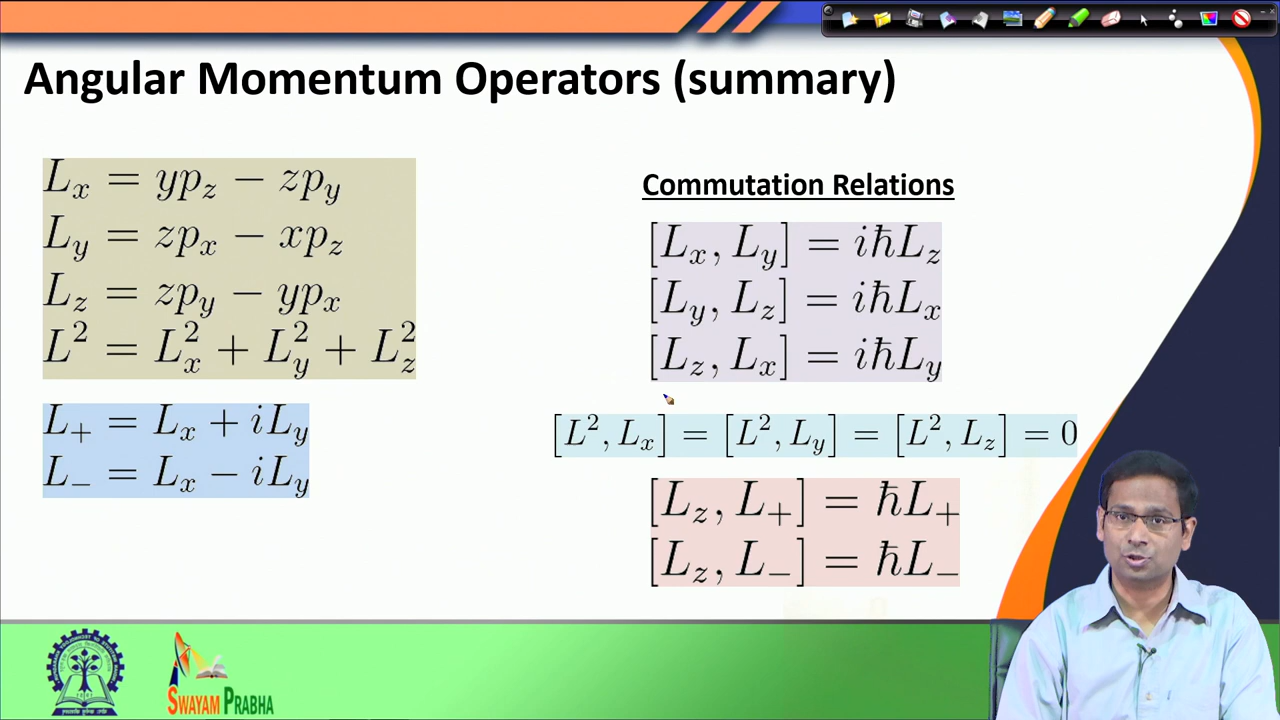 Angular Momentum Operators (summary)
L_x = yp_z − zp_y
L_y = zp_x − xp_z
L_z = zp_y − yp_x
L^2 = L_x^2 + L_y^2 + L_z^2
L_+ = L_x + iL_y
L_− = L_x − iL_y
Commutation Relations
[L_x, L_y] = iħL_z
[L_y, L_z] = iħL_x
[L_z, L_x] = iħL_y
[L^2, L_x] = [L^2, L_y] = [L^2, L_z] = 0
[L_z, L_+] = ħL_+
[L_z, L_−] = ħL_−
SWAYAM PRABHA